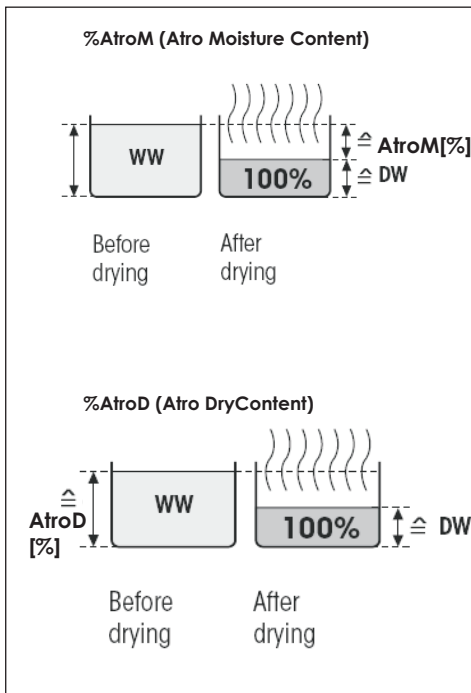 %AtroM (Atro Moisture Content)
WW
100%
≙ AtroM[%]
≙ DW
Before
drying
After
drying
%AtroD (Atro DryContent)
≙
AtroD
[%]
WW
100%
≙ DW
Before
drying
After
drying